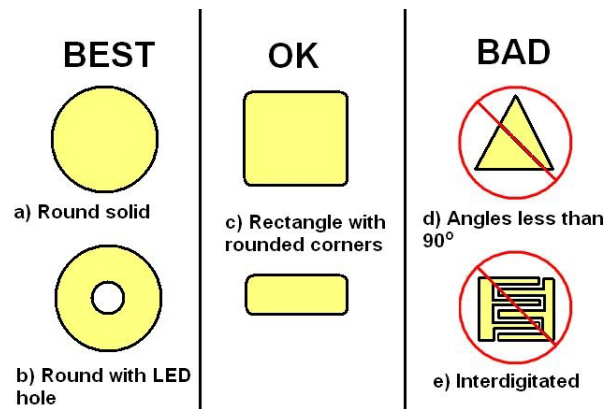 BEST
a) Round solid
b) Round with LED
hole
OK
c) Rectangle with
rounded corners
BAD
d) Angles less than
90°
e) Interdigitated